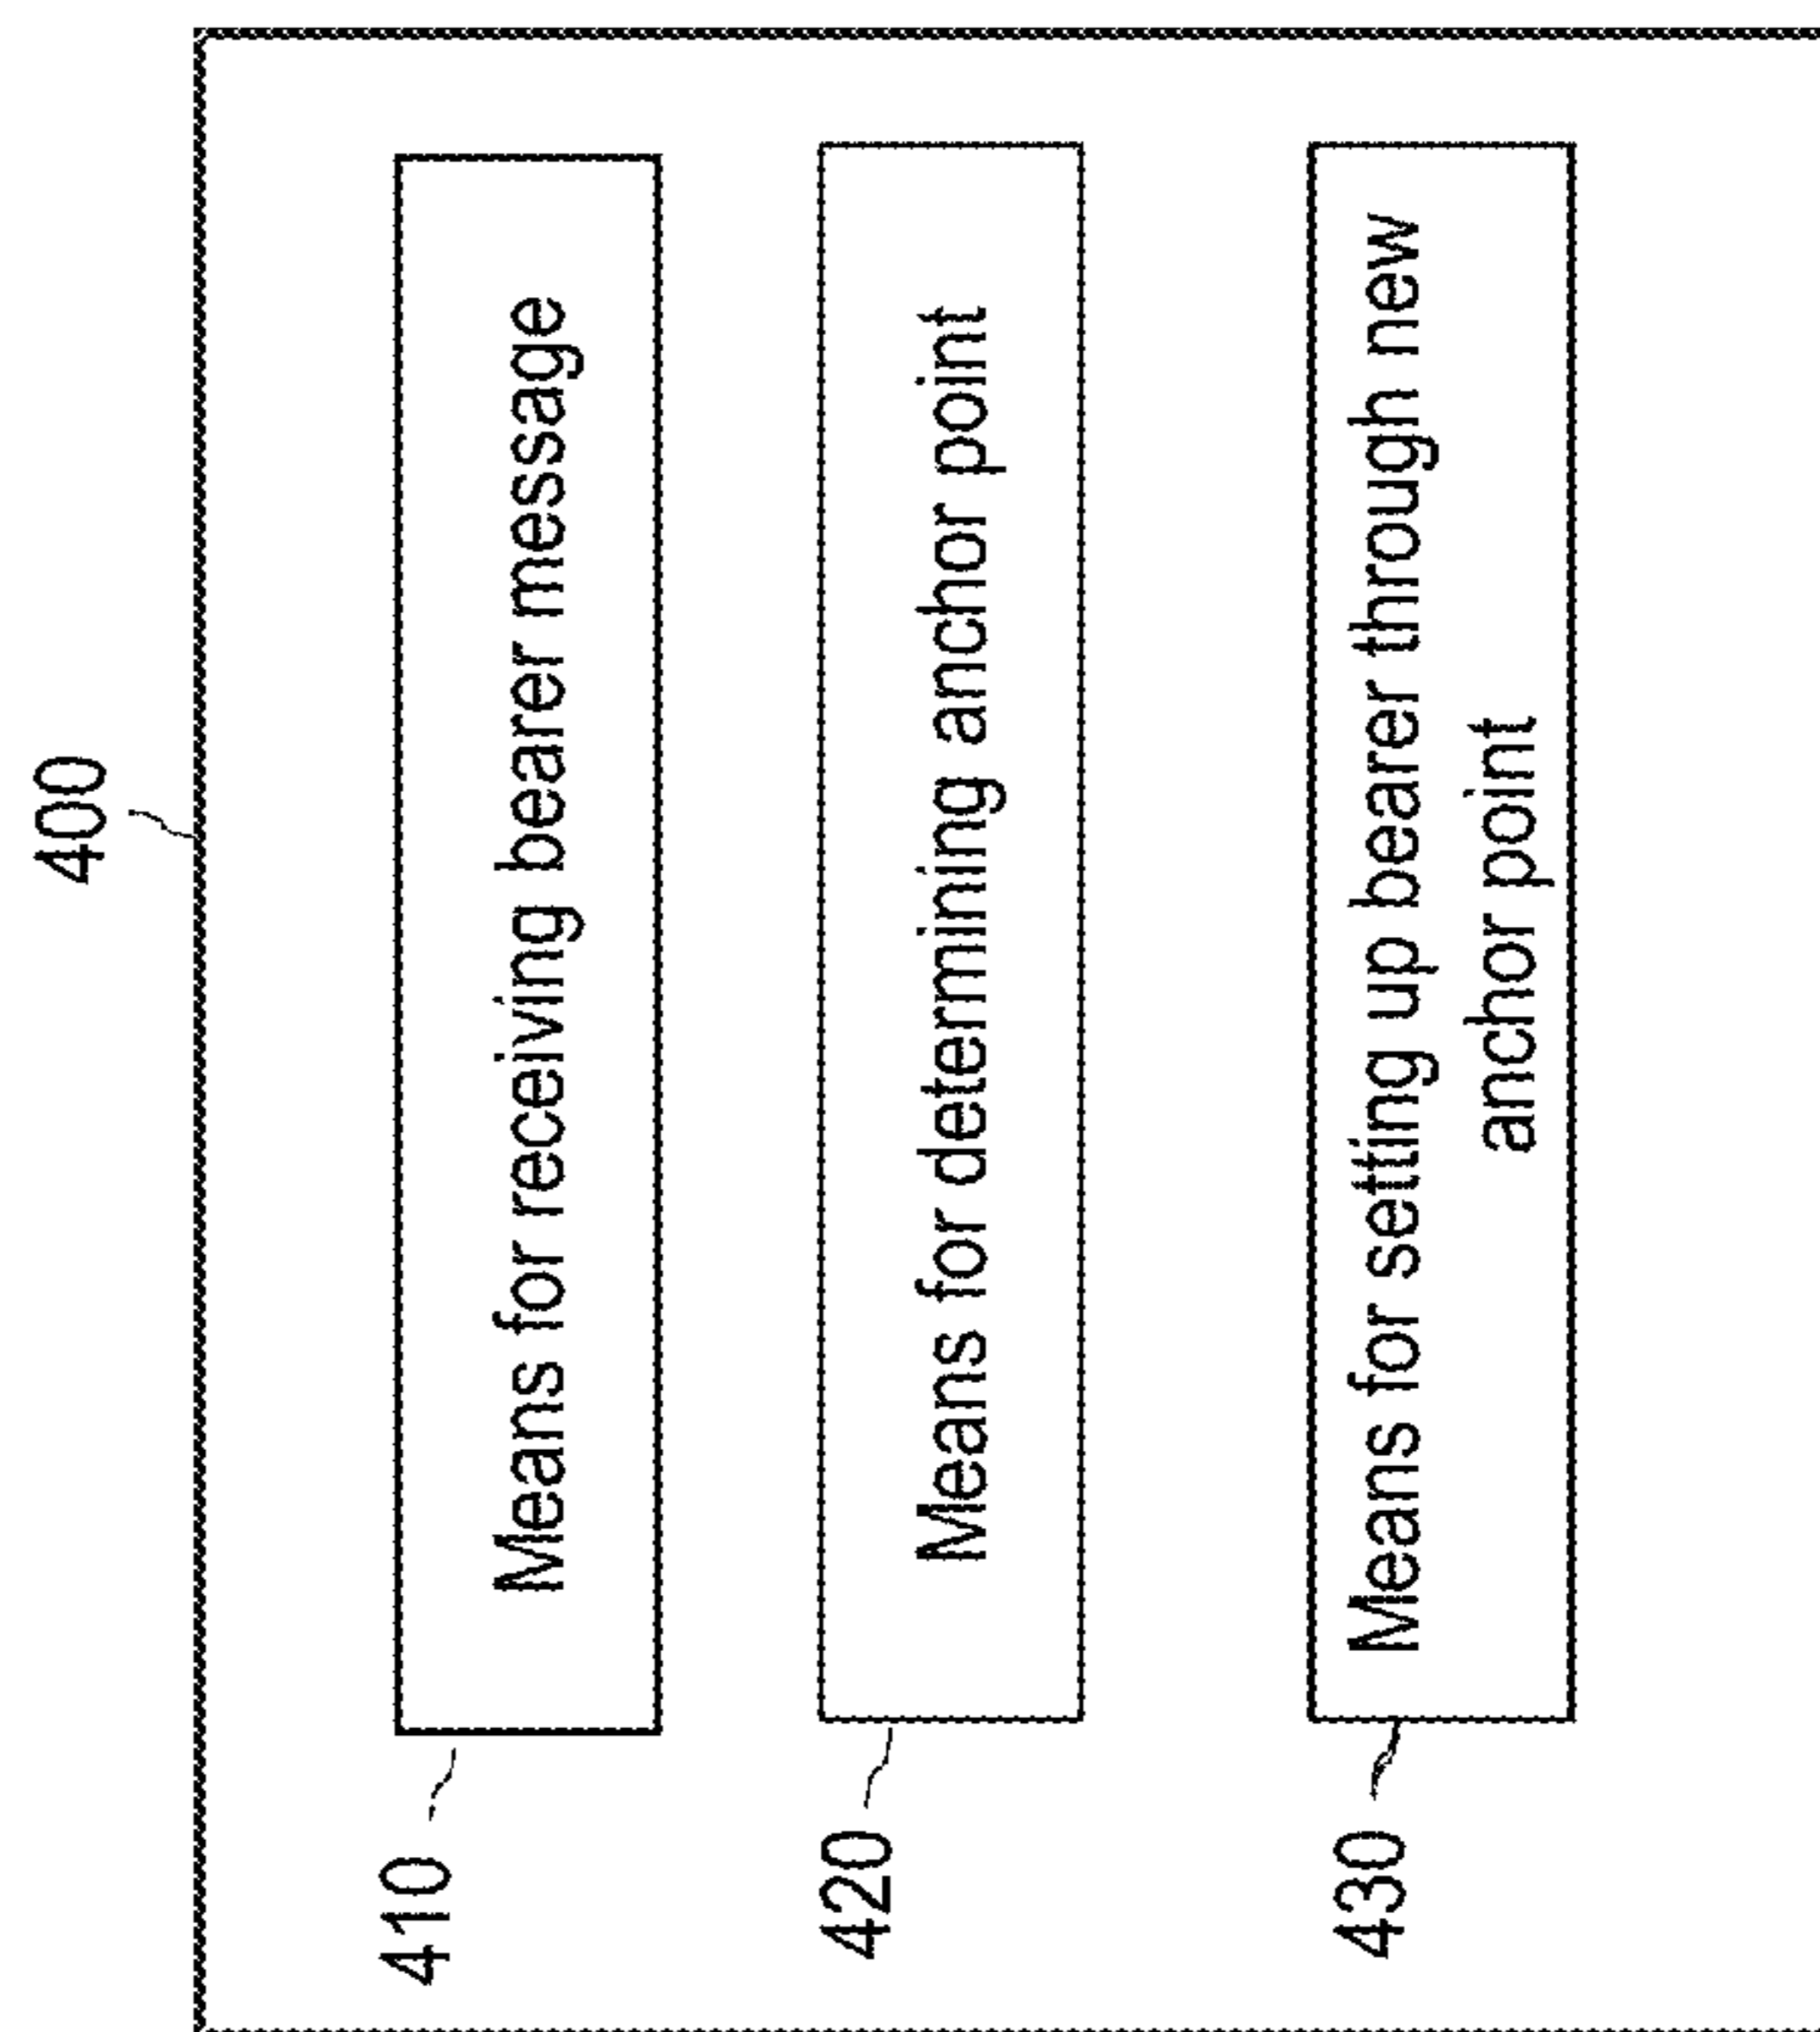 400
410
Means for receiving bearer message
420
Means for determining anchor point
430
Means for setting up bearer through new
anchor point